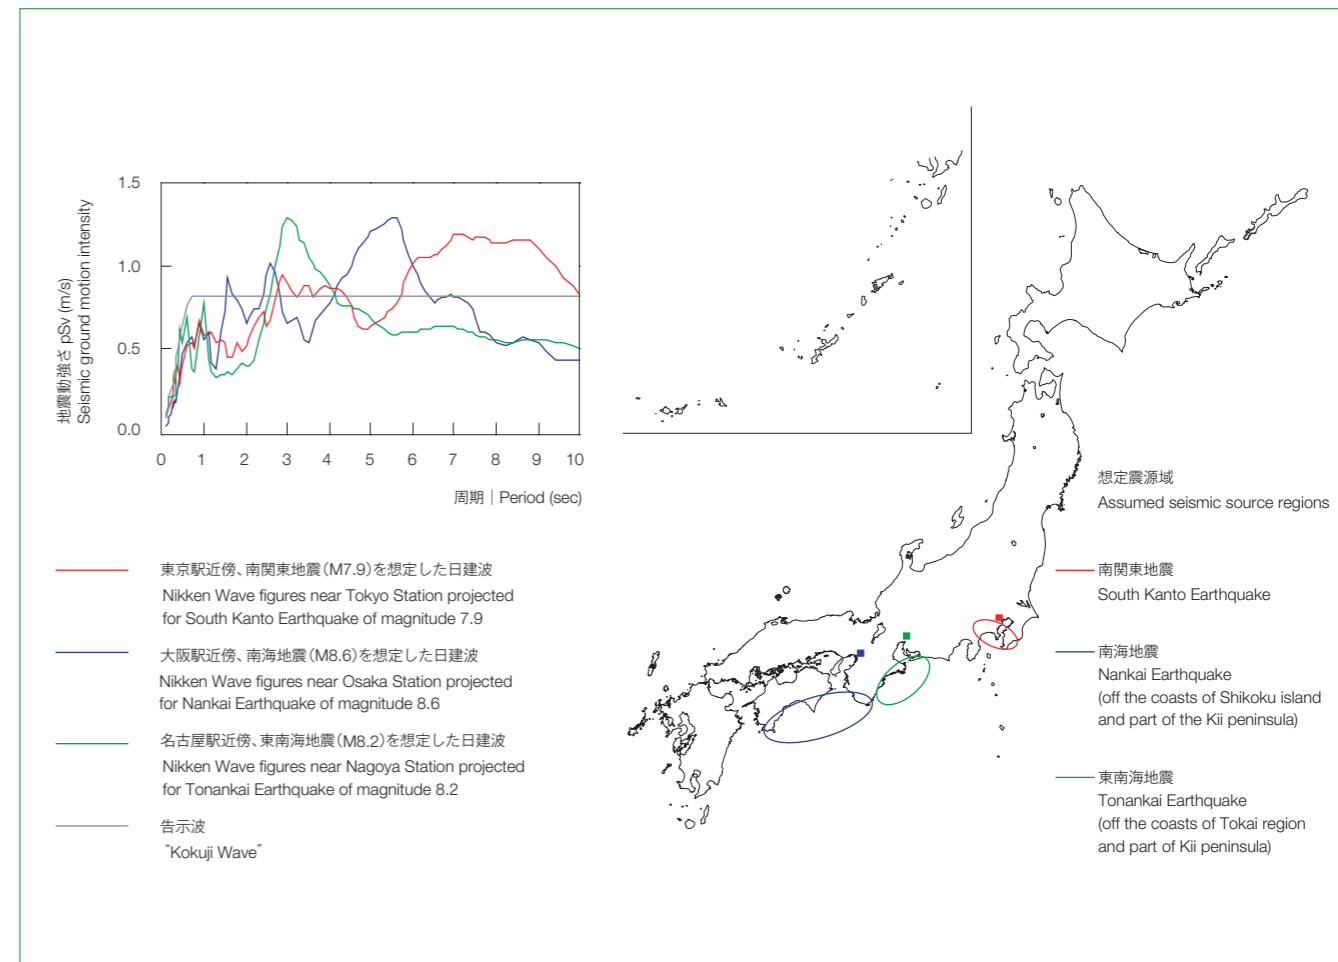 1.5
1.0
0.5
0.0
地震動強さ pSv (m/s)
Seismic ground motion intensity
0 1 2 3 4 5 6 7 8 9 10
周期｜Period (sec)
東京駅近傍、南関東地震（M7.9）を想定した日建波
Nikken Wave figures near Tokyo Station projected
for South Kanto Earthquake of magnitude 7.9
大阪駅近傍、南海地震（M8.6）を想定した日建波
Nikken Wave figures near Osaka Station projected
for Nankai Earthquake of magnitude 8.6
名古屋駅近傍、東南海地震（M8.2）を想定した日建波
Nikken Wave figures near Nagoya Station projected
for Tonankai Earthquake of magnitude 8.2
告示波
“Kokuji Wave”
想定震源域
Assumed seismic source regions
南関東地震
South Kanto Earthquake
南海地震
Nankai Earthquake
(off the coasts of Shikoku island
and part of the Kii peninsula)
東南海地震
Tonankai Earthquake
(off the coasts of Tokai region
and part of Kii peninsula)